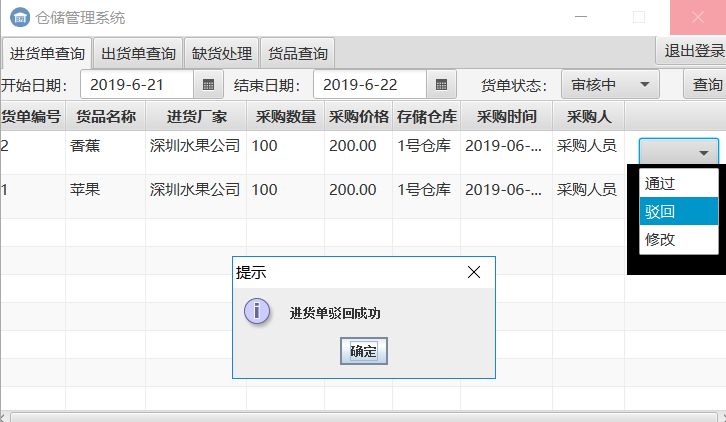 仓储管理系统
进货单查询 出货单查询 缺货处理 货品查询 退出登录
开始日期： 2019-6-21 结束日期： 2019-6-22 货单状态： 审核中 查询
货单编号 货品名称 进货厂家 采购数量 采购价格 存储仓库 采购时间 采购人
2 香蕉 深圳水果公司 100 200.00 1号仓库 2019-06-... 采购人员
1 苹果 深圳水果公司 100 200.00 1号仓库 2019-06-... 采购人员
通过
驳回
修改
提示
进货单驳回成功
确定